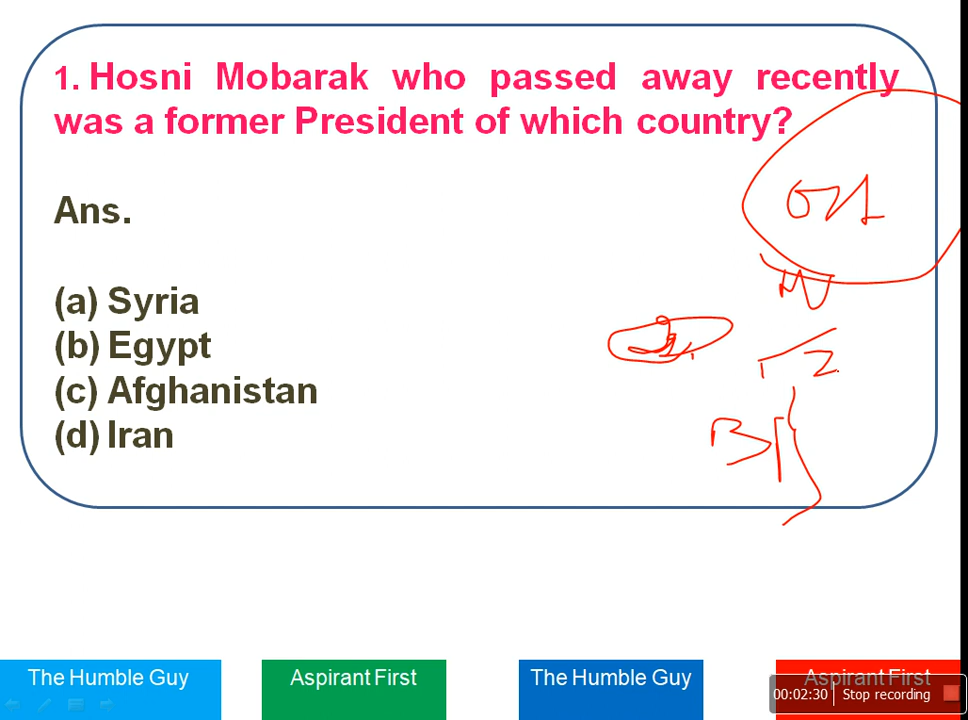 1. Hosni Mobarak who passed away recently
was a former President of which country?
Ans.
(a) Syria
(b) Egypt
(c) Afghanistan
(d) Iran
The Humble Guy
Aspirant First
The Humble Guy
Aspirant First
00:02:30
Stop recording